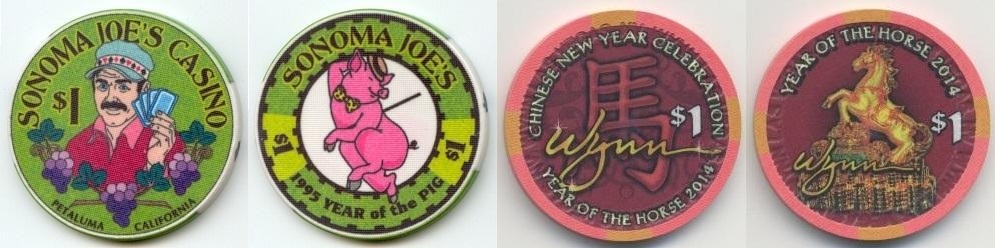 SONOMA JOE'S CASINO
$1
PETALUMA CALIFORNIA
SONOMA JOE'S
$1 $1
1995 YEAR of the PIG
CHINESE NEW YEAR CELEBRATION
馬
$1
Wynn
YEAR OF THE HORSE 2014
YEAR OF THE HORSE 2014
$1
Wynn